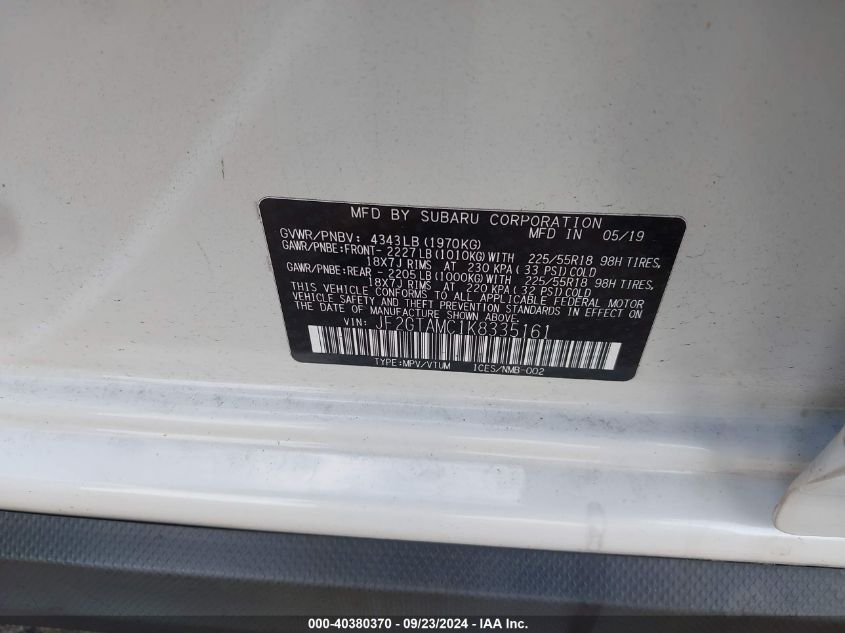 MFD BY SUBARU CORPORATION
GVWR/PNBV: 4343LB(1970KG) MFD IN 05/19
GAWR/PNBE:FRONT- 2227LB(1010KG)WITH 225/55R18 98H TIRES,
18X7J RIMS AT 230 KPA(33 PSI)COLD
GAWR/PNBE:REAR - 2205LB(1000KG)WITH 225/55R18 98H TIRES,
18X7J RIMS AT 220 KPA(32 PSI)COLD
THIS VEHICLE CONFORMS TO ALL APPLICABLE FEDERAL MOTOR
VEHICLE SAFETY AND THEFT PREVENTION STANDARDS IN EFFECT ON
THE DATE OF MANUFACTURE SHOWN ABOVE.
VIN: JF2GTAMC1K8335161
TYPE:MPV/VTUM ICES/NMB-002
000-40380370 - 09/23/2024 - IAA Inc.